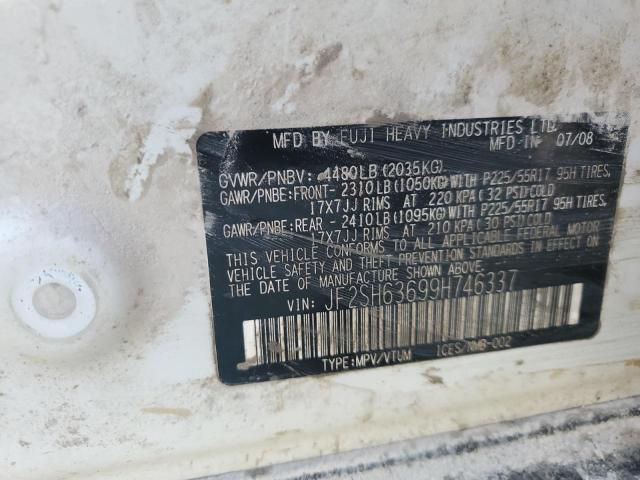 MFD BY FUJI HEAVY INDUSTRIES LTD.
MFD IN 07/08
GVWR/PNBV: 4480LB (2035KG)
GAWR/PNBE: FRONT- 2310LB (1050KG) WITH P225/55R17 95H TIRES,
17X7JJ RIMS AT 220 KPA (32 PSI) COLD
GAWR/PNBE: REAR - 2410LB (1095KG) WITH P225/55R17 95H TIRES,
17X7JJ RIMS AT 210 KPA (30 PSI) COLD
THIS VEHICLE CONFORMS TO ALL APPLICABLE FEDERAL MOTOR
VEHICLE SAFETY AND THEFT PREVENTION STANDARDS IN EFFECT ON
THE DATE OF MANUFACTURE SHOWN ABOVE.
VIN: JF2SH63699H746337
TYPE: MPV/VTUM